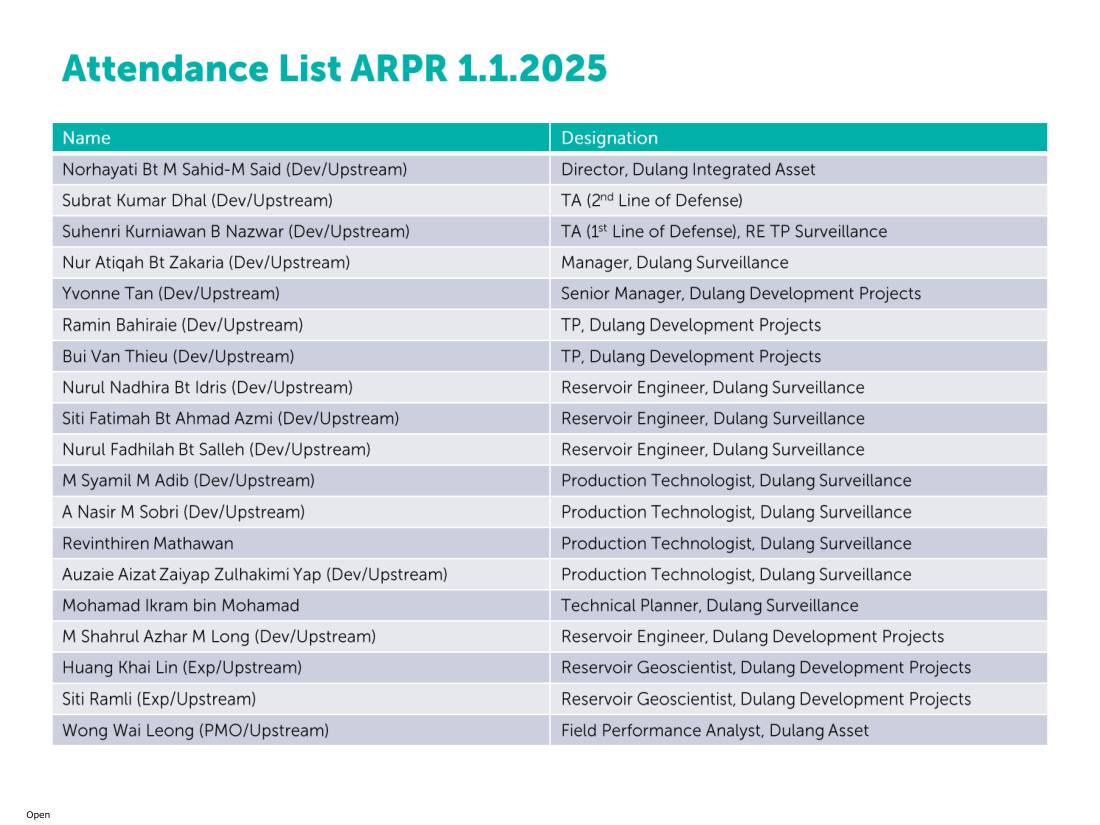 Attendance List ARPR 1.1.2025
Name Designation
Norhayati Bt M Sahid-M Said (Dev/Upstream) Director, Dulang Integrated Asset
Subrat Kumar Dhal (Dev/Upstream) TA (2nd Line of Defense)
Suhenri Kurniawan B Nazwar (Dev/Upstream) TA (1st Line of Defense), RE TP Surveillance
Nur Atiqah Bt Zakaria (Dev/Upstream) Manager, Dulang Surveillance
Yvonne Tan (Dev/Upstream) Senior Manager, Dulang Development Projects
Ramin Bahiraie (Dev/Upstream) TP, Dulang Development Projects
Bui Van Thieu (Dev/Upstream) TP, Dulang Development Projects
Nurul Nadhira Bt Idris (Dev/Upstream) Reservoir Engineer, Dulang Surveillance
Siti Fatimah Bt Ahmad Azmi (Dev/Upstream) Reservoir Engineer, Dulang Surveillance
Nurul Fadhilah Bt Salleh (Dev/Upstream) Reservoir Engineer, Dulang Surveillance
M Syamil M Adib (Dev/Upstream) Production Technologist, Dulang Surveillance
A Nasir M Sobri (Dev/Upstream) Production Technologist, Dulang Surveillance
Revinthiren Mathawan Production Technologist, Dulang Surveillance
Auzaie Aizat Zaiyap Zulhakimi Yap (Dev/Upstream) Production Technologist, Dulang Surveillance
Mohamad Ikram bin Mohamad Technical Planner, Dulang Surveillance
M Shahrul Azhar M Long (Dev/Upstream) Reservoir Engineer, Dulang Development Projects
Huang Khai Lin (Exp/Upstream) Reservoir Geoscientist, Dulang Development Projects
Siti Ramli (Exp/Upstream) Reservoir Geoscientist, Dulang Development Projects
Wong Wai Leong (PMO/Upstream) Field Performance Analyst, Dulang Asset
Open